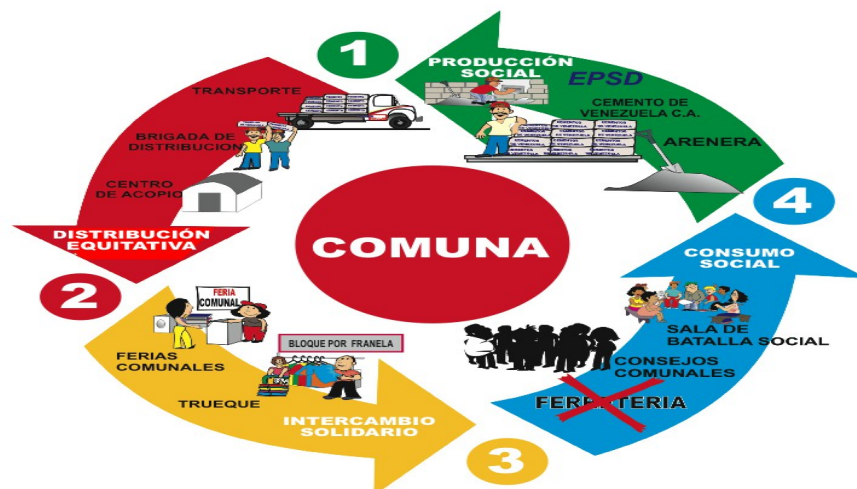 1
PRODUCCIÓN
SOCIAL
EPSD
CEMENTO DE
VENEZUELA C.A.
ARENERA
TRANSPORTE
BRIGADA DE
DISTRIBUCION
CENTRO
DE ACOPIO
DISTRIBUCIÓN
EQUITATIVA
COMUNA
2
FERIA
COMUNAL
FERIAS
COMUNALES
BLOQUE POR FRANELA
TRUEQUE
INTERCAMBIO
SOLIDARIO
3
4
CONSUMO
SOCIAL
SALA DE
BATALLA SOCIAL
CONSEJOS
COMUNALES
FERRETERIA